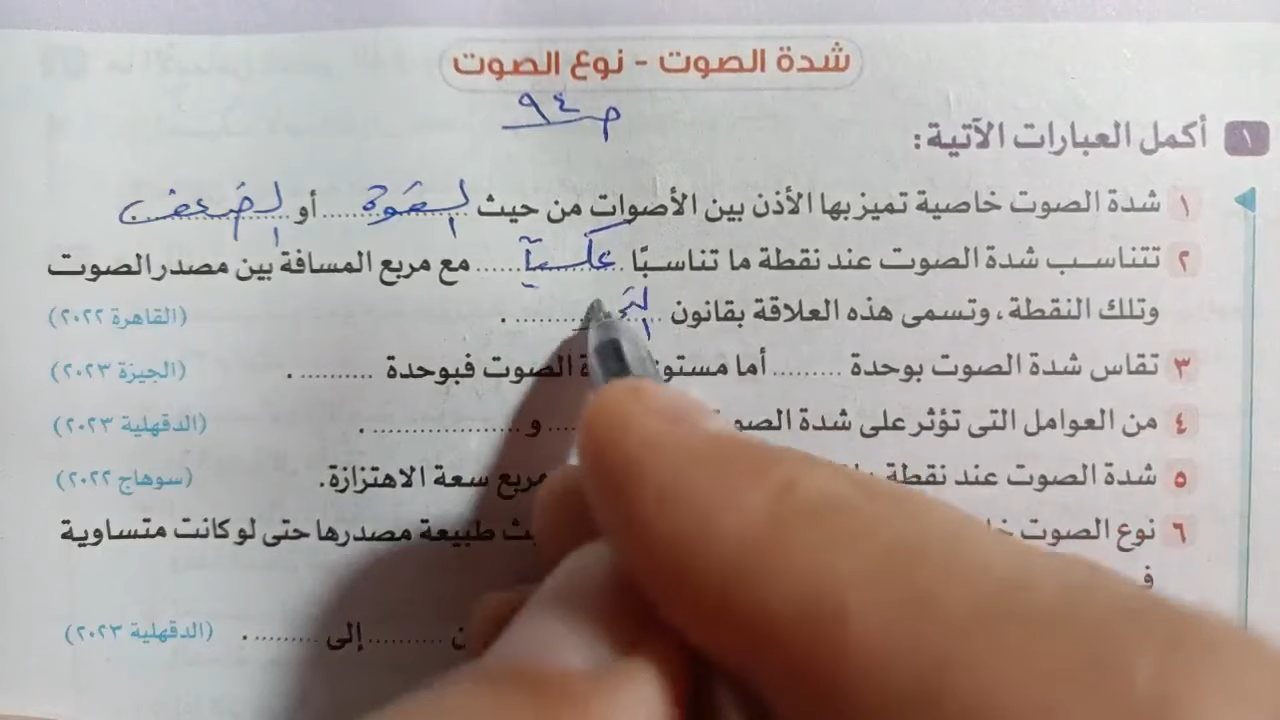 شدة الصوت - نوع الصوت
ص ٩٤
١ أكمل العبارات الآتية:
١ شدة الصوت خاصية تميز بها الأذن بين الأصوات من حيث القوة أو الضعف
٢ تتناسب شدة الصوت عند نقطة ما تناسبًا عكسيًا مع مربع المسافة بين مصدر الصوت
وتلك النقطة، وتسمى هذه العلاقة بقانون .......... . (القاهرة ٢٠٢٢)
٣ تقاس شدة الصوت بوحدة ......... أما الصوت فبوحدة .......... . (الجيزة ٢٠٢٣)
٤ من العوامل التى تؤثر على شدة ..... و .................. . (الدقهلية ٢٠٢٣)
٥ شدة الصوت عند نقطة مربع سعة الاهتزازة. (سوهاج ٢٠٢٢)
٦ نوع الصوت طبيعة مصدرها حتى لو كانت متساوية
.......... إلى ......... . (الدقهلية ٢٠٢٣)